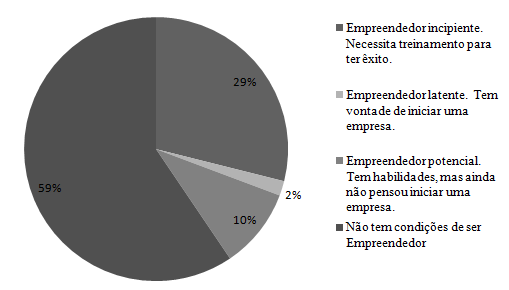 Empreendedor incipiente.
Necessita treinamento para
ter êxito.
29%
Empreendedor latente. Tem
vontade de iniciar uma
empresa.
Empreendedor potencial.
Tem habilidades, mas ainda
não pensou iniciar uma
empresa.
59%
2%
10%
Não tem condições de ser
Empreendedor